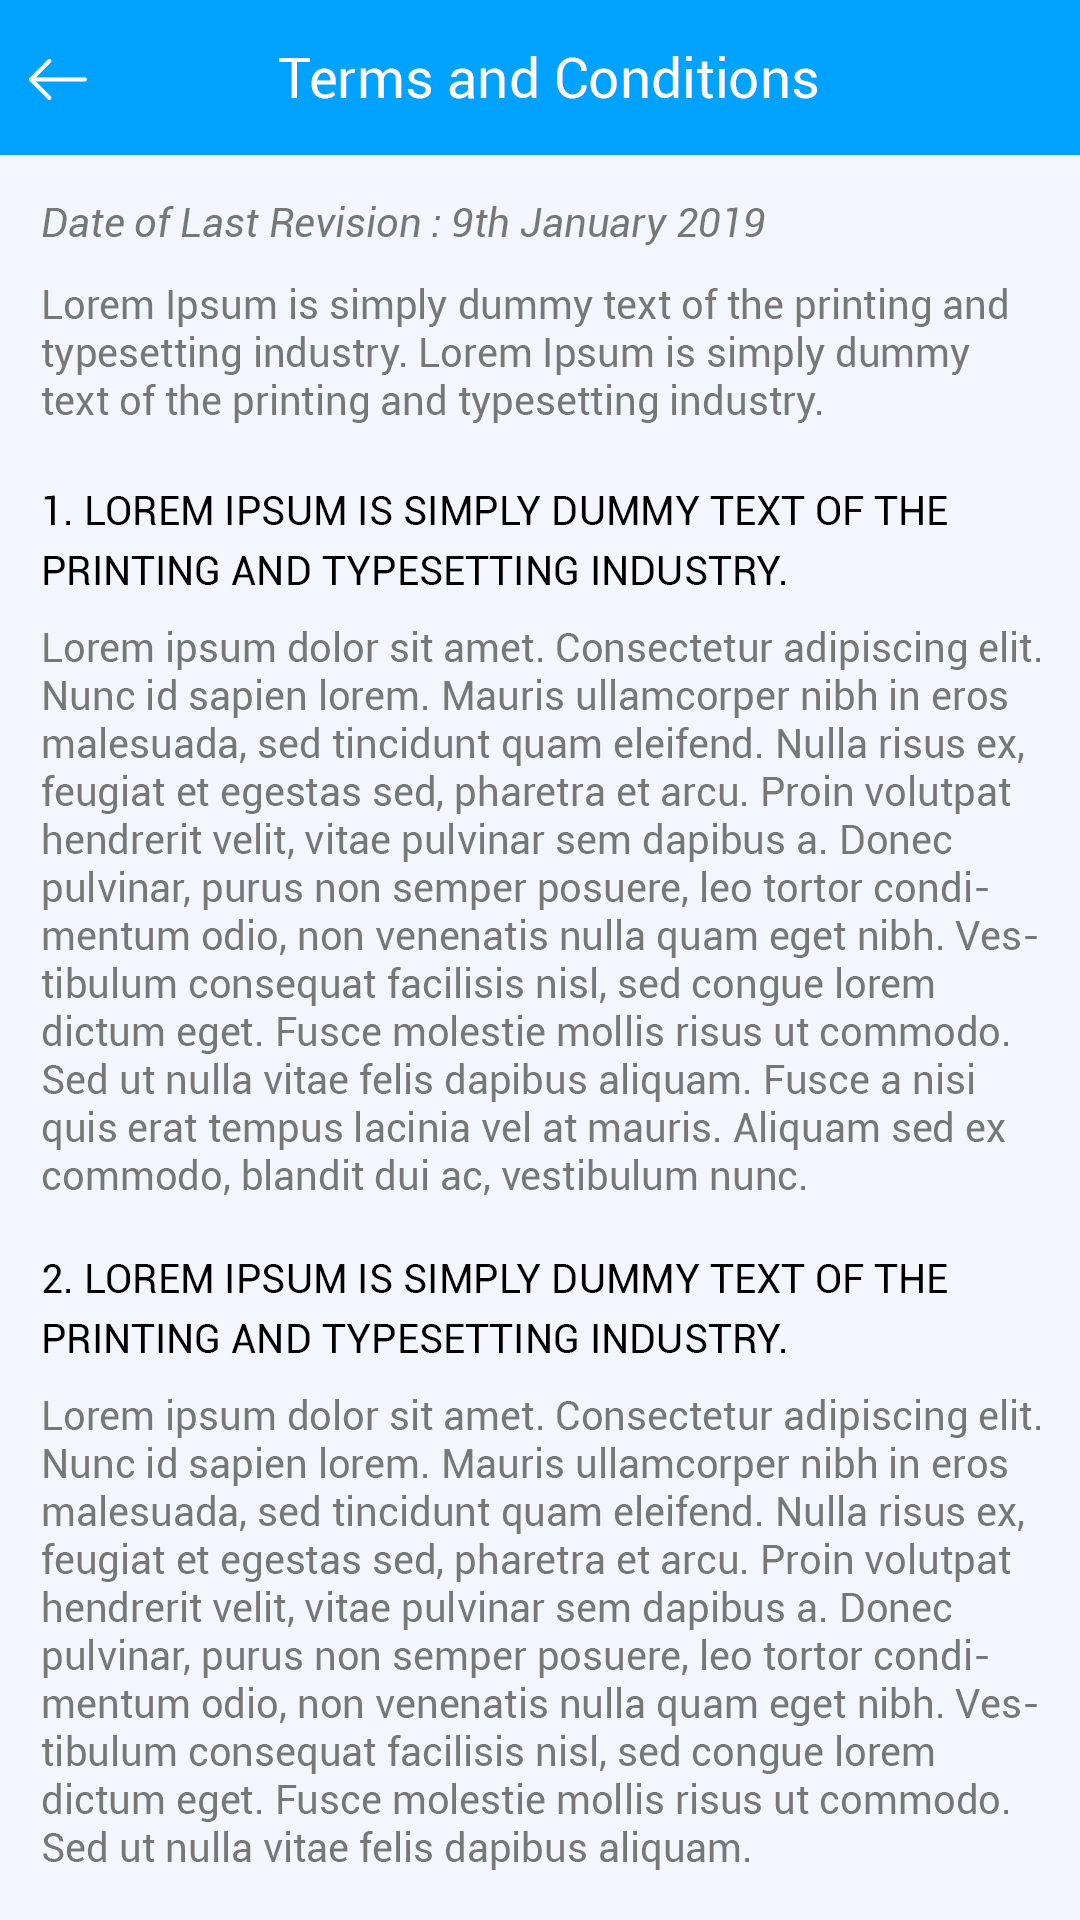 Terms and Conditions
Date of Last Revision : 9th January 2019
Lorem Ipsum is simply dummy text of the printing and
typesetting industry. Lorem Ipsum is simply dummy
text of the printing and typesetting industry.
1. LOREM IPSUM IS SIMPLY DUMMY TEXT OF THE
PRINTING AND TYPESETTING INDUSTRY.
Lorem ipsum dolor sit amet. Consectetur adipiscing elit.
Nunc id sapien lorem. Mauris ullamcorper nibh in eros
malesuada, sed tincidunt quam eleifend. Nulla risus ex,
feugiat et egestas sed, pharetra et arcu. Proin volutpat
hendrerit velit, vitae pulvinar sem dapibus a. Donec
pulvinar, purus non semper posuere, leo tortor condi-
mentum odio, non venenatis nulla quam eget nibh. Ves-
tibulum consequat facilisis nisl, sed congue lorem
dictum eget. Fusce molestie mollis risus ut commodo.
Sed ut nulla vitae felis dapibus aliquam. Fusce a nisi
quis erat tempus lacinia vel at mauris. Aliquam sed ex
commodo, blandit dui ac, vestibulum nunc.
2. LOREM IPSUM IS SIMPLY DUMMY TEXT OF THE
PRINTING AND TYPESETTING INDUSTRY.
Lorem ipsum dolor sit amet. Consectetur adipiscing elit.
Nunc id sapien lorem. Mauris ullamcorper nibh in eros
malesuada, sed tincidunt quam eleifend. Nulla risus ex,
feugiat et egestas sed, pharetra et arcu. Proin volutpat
hendrerit velit, vitae pulvinar sem dapibus a. Donec
pulvinar, purus non semper posuere, leo tortor condi-
mentum odio, non venenatis nulla quam eget nibh. Ves-
tibulum consequat facilisis nisl, sed congue lorem
dictum eget. Fusce molestie mollis risus ut commodo.
Sed ut nulla vitae felis dapibus aliquam.